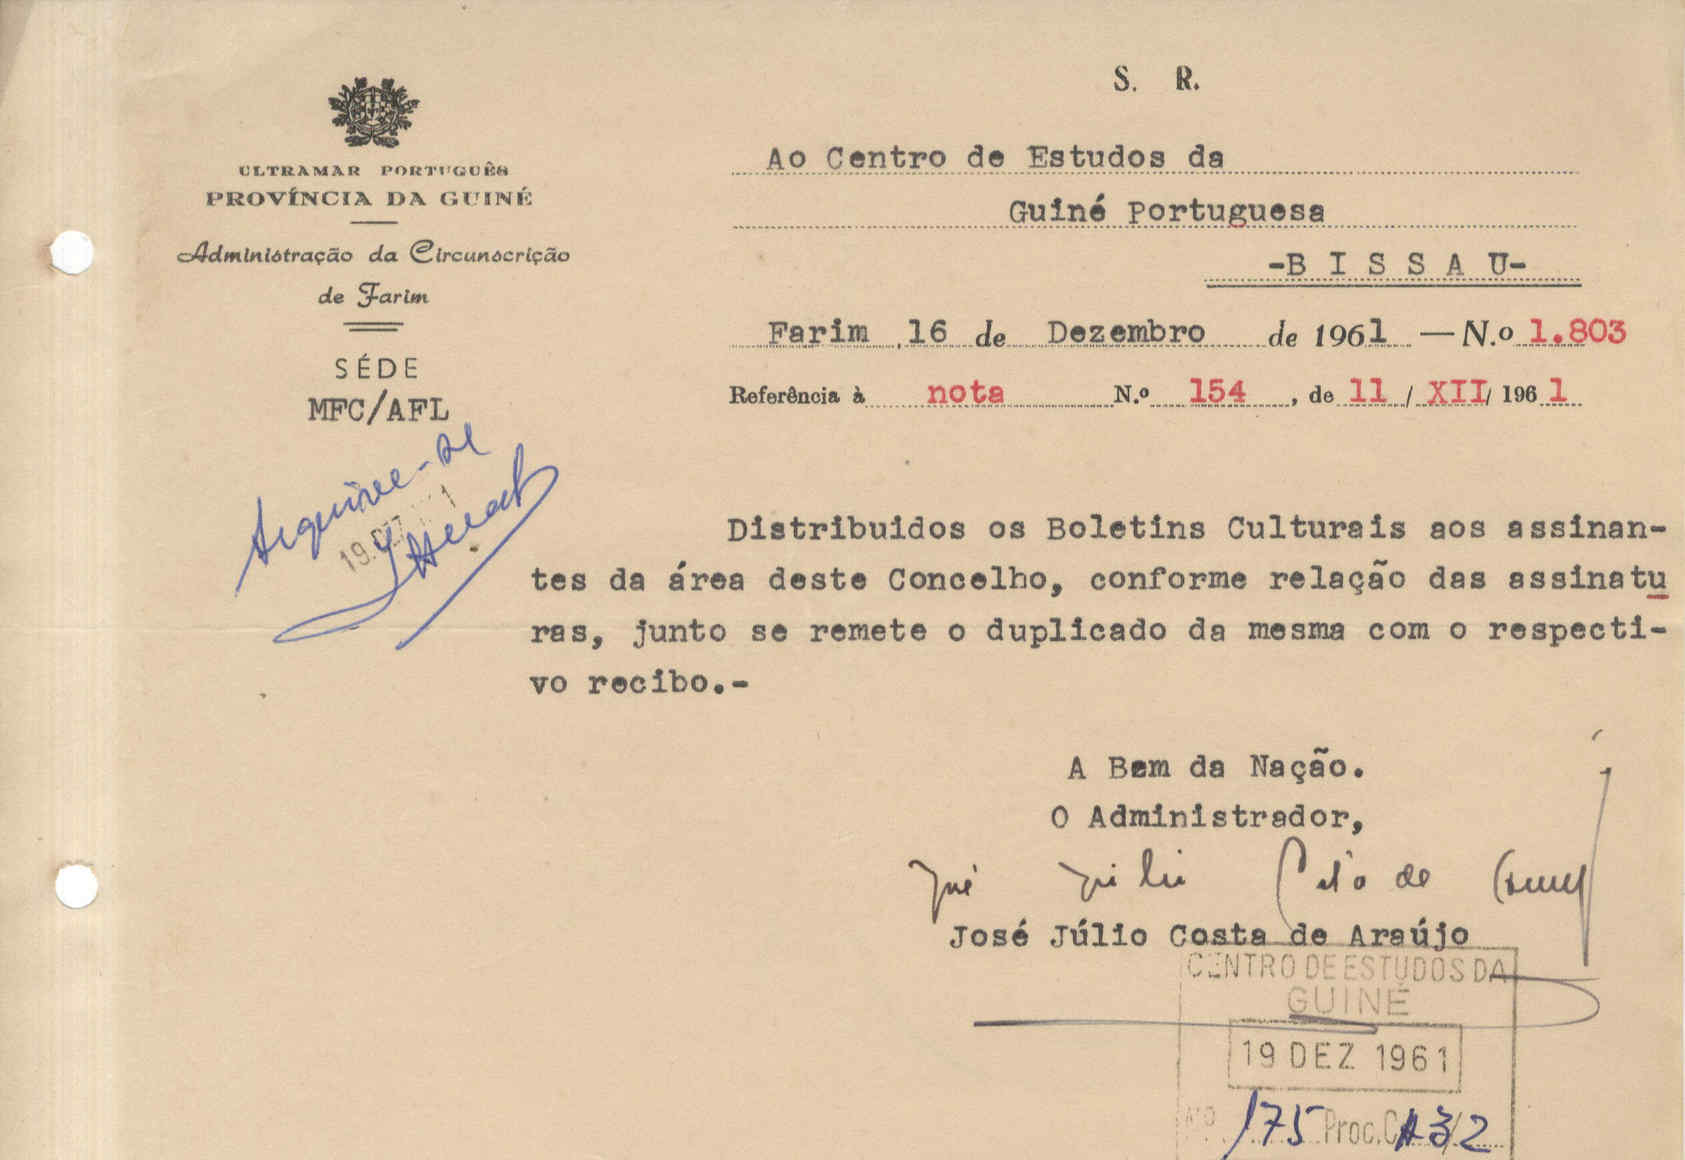 S. R.
ULTRAMAR PORTUGUÊS
PROVÍNCIA DA GUINÉ
Administração da Circunscrição
de Farim
SÉDE
MFC/AFL
Ao Centro de Estudos da
Guiné Portuguesa
-B I S S A U-
Farim, 16 de Dezembro de 1961 — N.º 1.803
Referência à nota N.º 154, de 11/XII/1961
Arquive-se
19.DEZ
Distribuidos os Boletins Culturais aos assinan-
tes da área deste Concelho, conforme relação das assinatu
ras, junto se remete o duplicado da mesma com o respecti-
vo recibo.-
A Bem da Nação.
O Administrador,
José Júlio Costa de Araújo
CENTRO DE ESTUDOS DA
GUINÉ
19 DEZ 1961
N.º 175 Proc. C